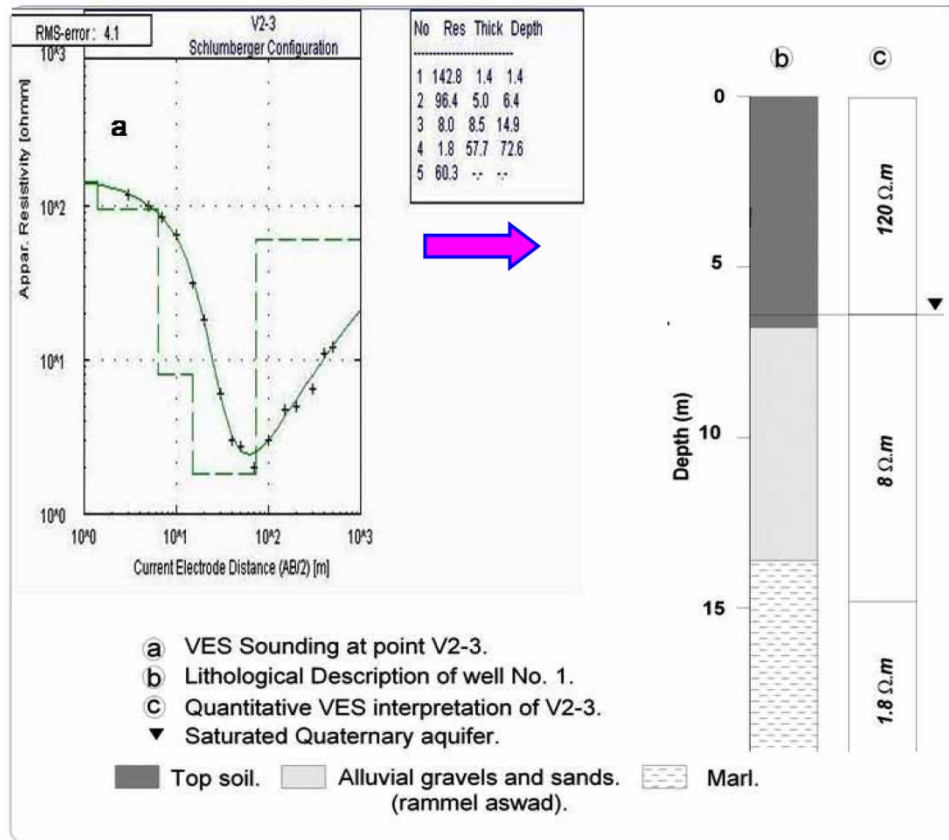 RMS-error : 4.1
V2-3
Schlumberger Configuration
10^3
a
Appar. Resistivity [ohmm]
10^2
10^1
10^0
10^0 10^1 10^2 10^3
Current Electrode Distance (AB/2) [m]
No Res Thick Depth
1 142.8 1.4 1.4
2 96.4 5.0 6.4
3 8.0 8.5 14.9
4 1.8 57.7 72.6
5 60.3 -.- -.-
b c
0
5
10
15
Depth (m)
120 Ω.m
8 Ω.m
1.8 Ω.m
a VES Sounding at point V2-3.
b Lithological Description of well No. 1.
c Quantitative VES interpretation of V2-3.
▼ Saturated Quaternary aquifer.
Top soil. Alluvial gravels and sands. Marl.
(rammel aswad).